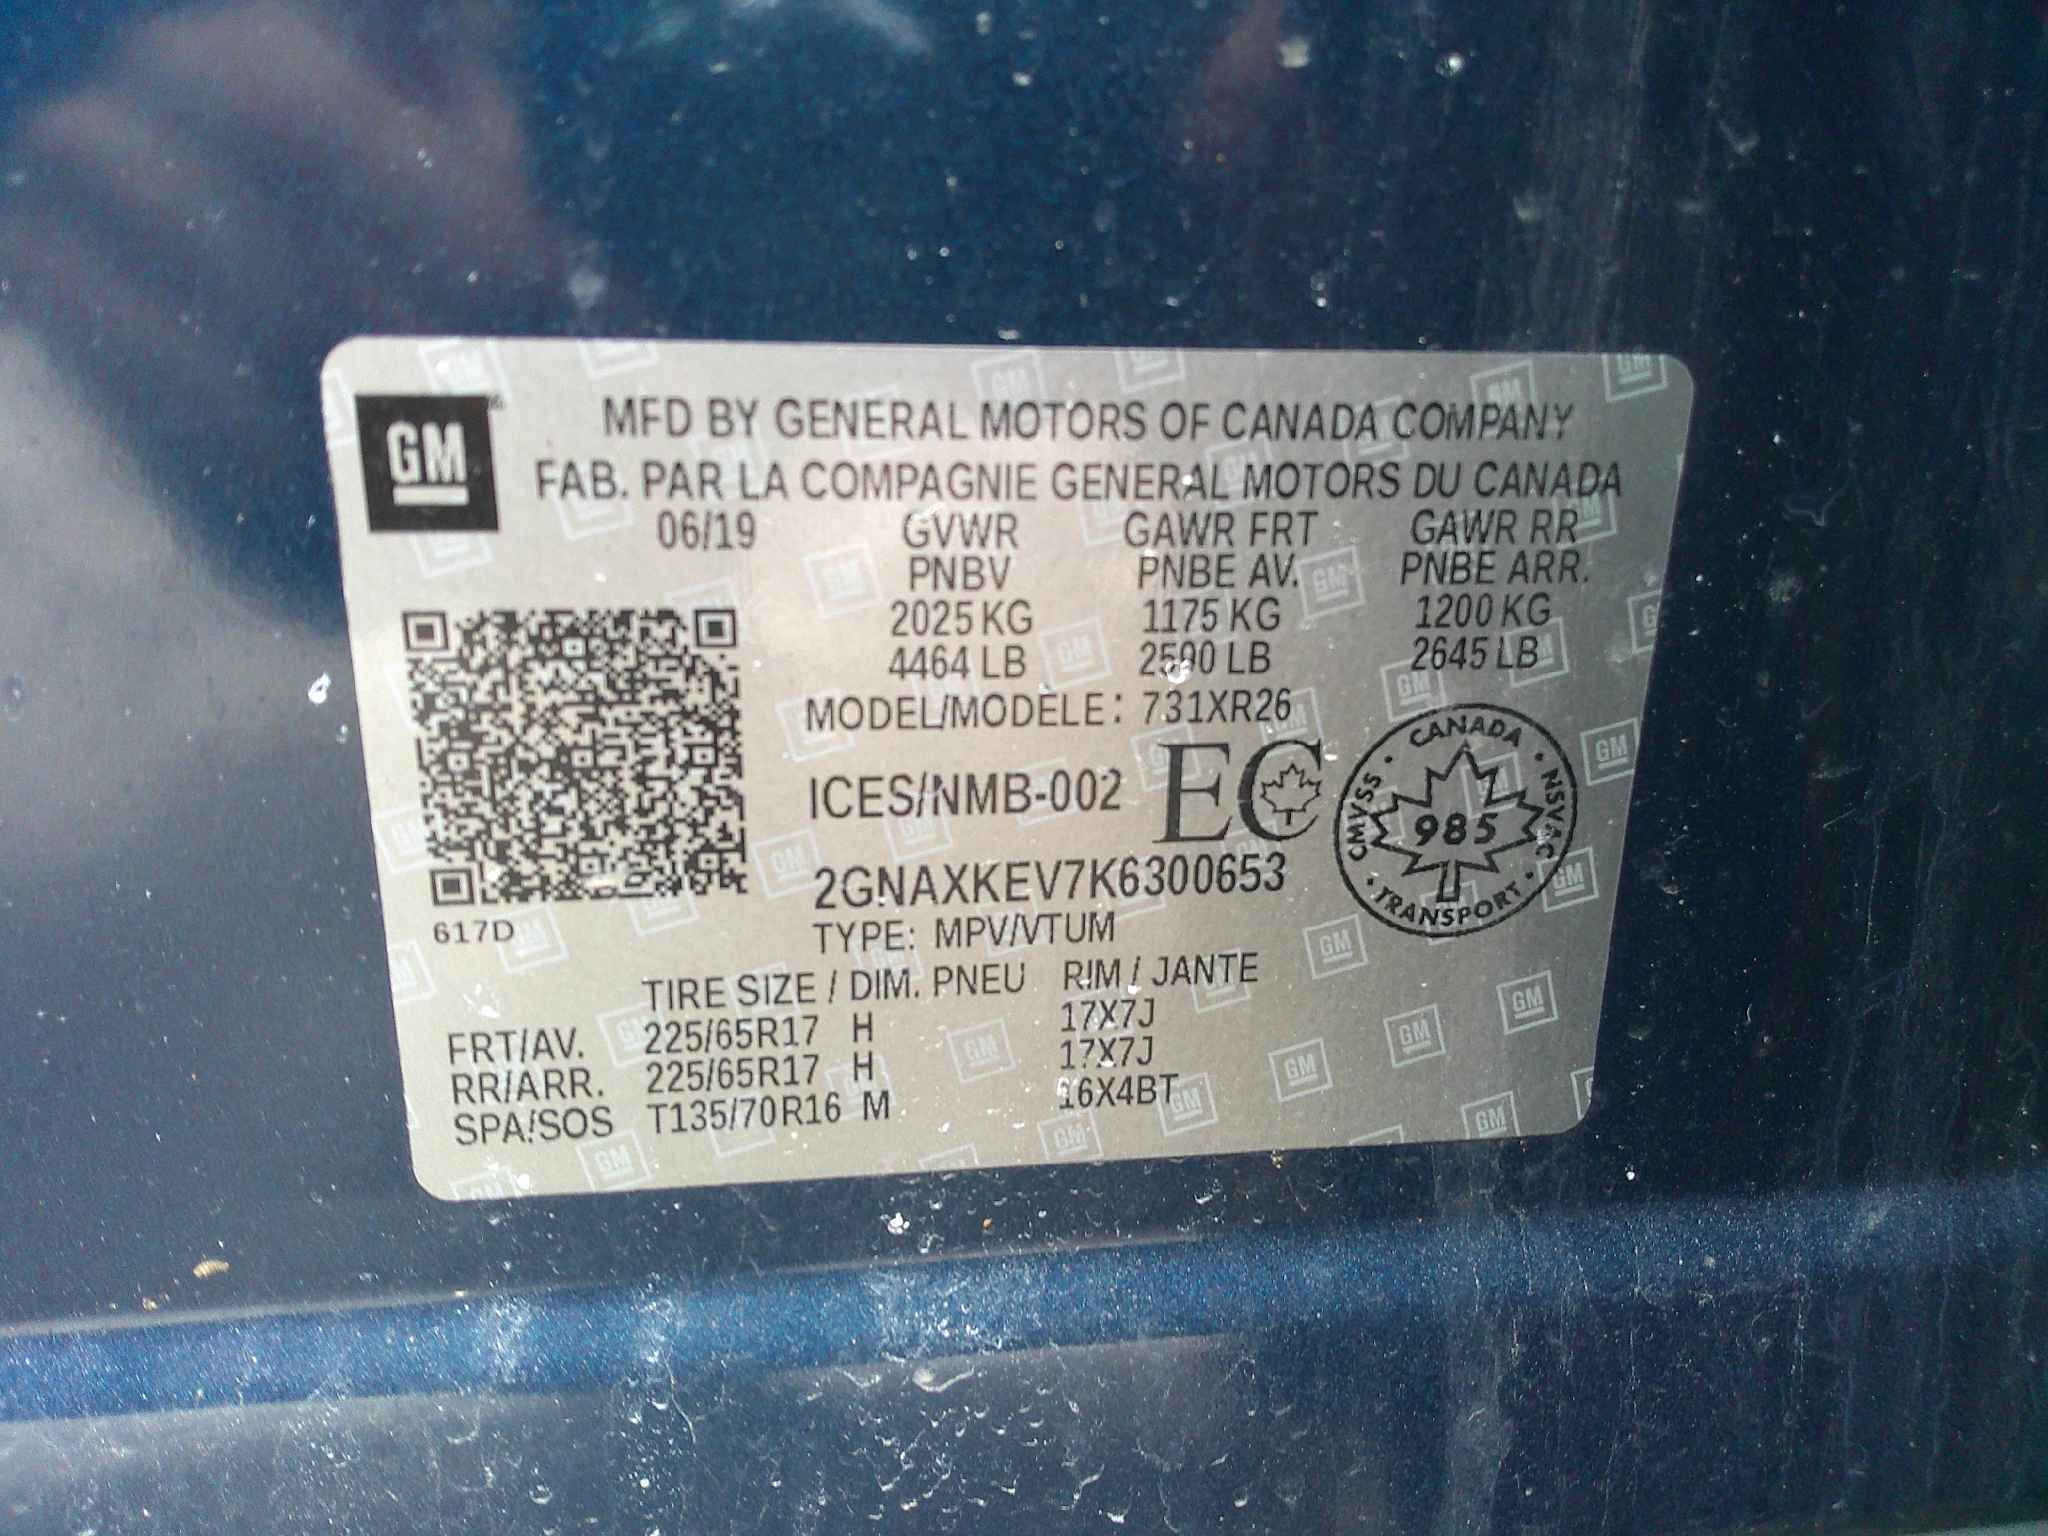 GM
MFD BY GENERAL MOTORS OF CANADA COMPANY
FAB. PAR LA COMPAGNIE GENERAL MOTORS DU CANADA
06/19 GVWR GAWR FRT GAWR RR
PNBV PNBE AV. PNBE ARR.
2025 KG 1175 KG 1200 KG
4464 LB 2590 LB 2645 LB
MODEL/MODELE: 731XR26
ICES/NMB-002 EC
CANADA
CMVSS 985 NSVAC
TRANSPORT
2GNAXKEV7K6300653
617D
TYPE: MPV/VTUM
TIRE SIZE / DIM. PNEU RIM / JANTE
FRT/AV. 225/65R17 H 17X7J
RR/ARR. 225/65R17 H 17X7J
SPA/SOS T135/70R16 M 16X4BT